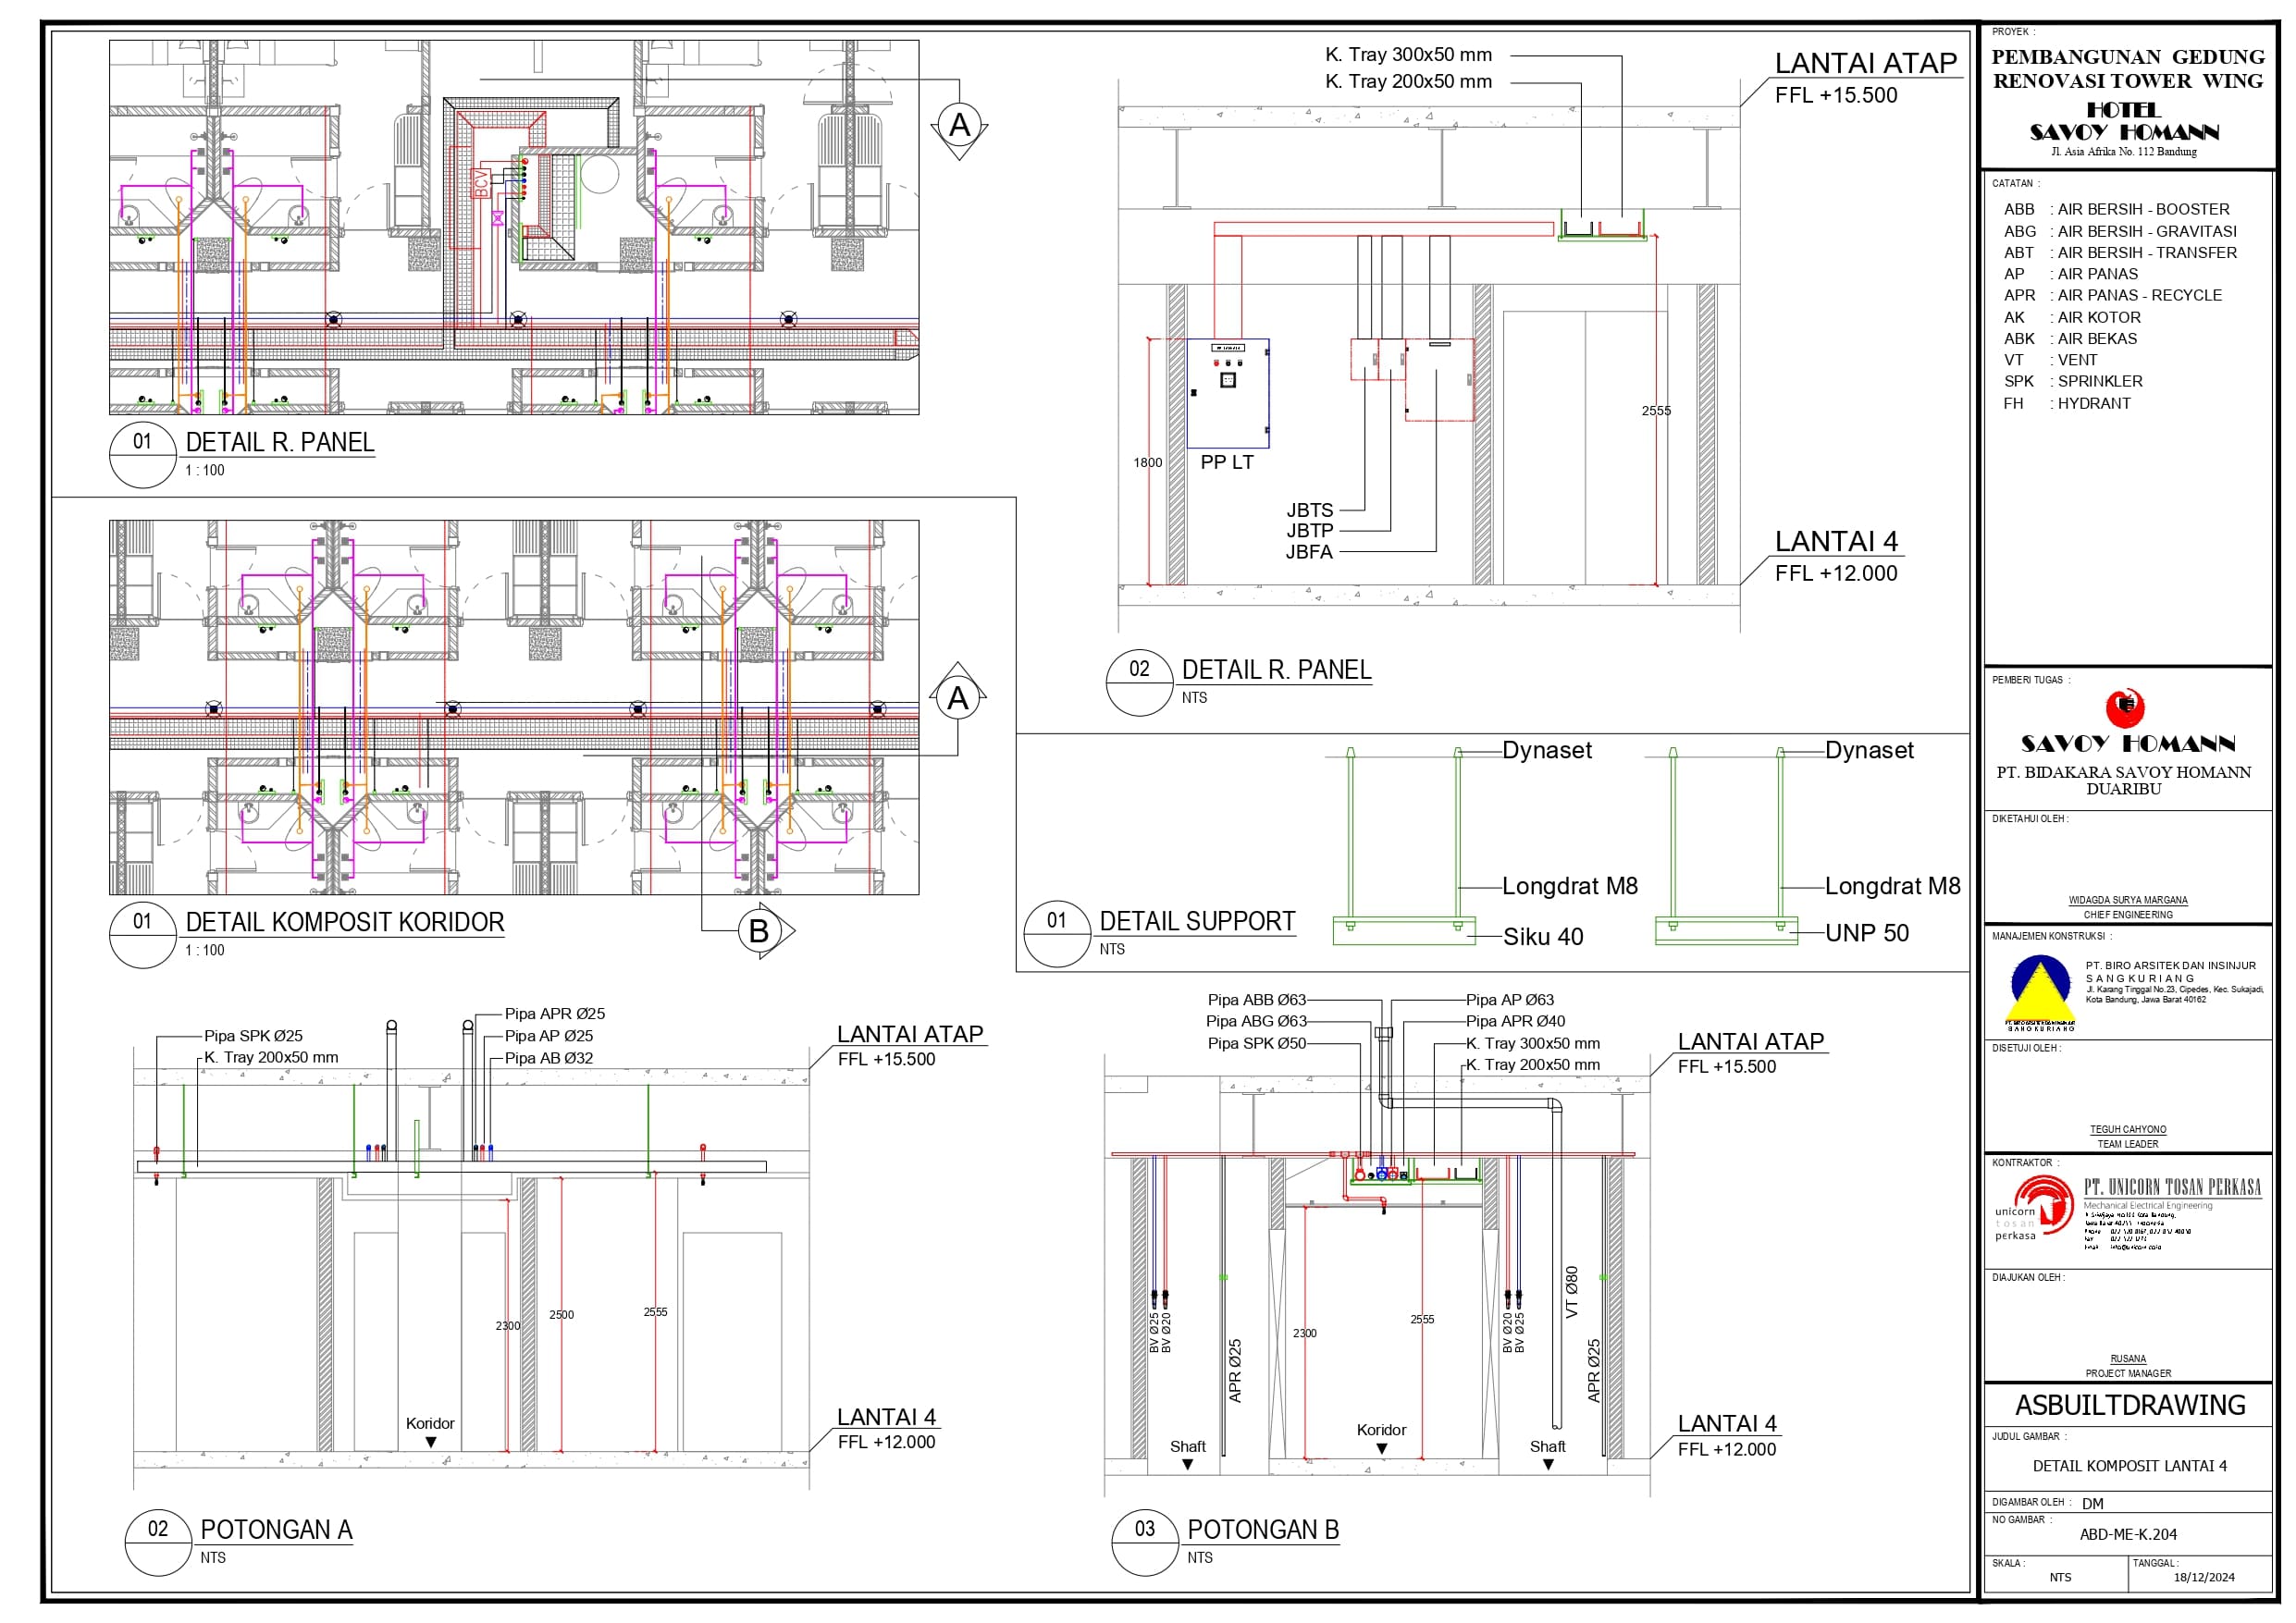 A
01
DETAIL R. PANEL
1 : 100
BCV
K. Tray 300x50 mm
K. Tray 200x50 mm
LANTAI ATAP
FFL +15.500
1800
PP LT
JBTS
JBTP
JBFA
2555
LANTAI 4
FFL +12.000
02
DETAIL R. PANEL
NTS
A
B
01
DETAIL KOMPOSIT KORIDOR
1 : 100
01
DETAIL SUPPORT
NTS
Dynaset
Longdrat M8
Siku 40
Dynaset
Longdrat M8
UNP 50
Pipa SPK Ø25
K. Tray 200x50 mm
Pipa APR Ø25
Pipa AP Ø25
Pipa AB Ø32
LANTAI ATAP
FFL +15.500
2300
2500
2555
Koridor
LANTAI 4
FFL +12.000
02
POTONGAN A
NTS
Pipa ABB Ø63
Pipa ABG Ø63
Pipa SPK Ø50
Pipa AP Ø63
Pipa APR Ø40
K. Tray 300x50 mm
K. Tray 200x50 mm
LANTAI ATAP
FFL +15.500
BV Ø25
BV Ø20
APR Ø25
2300
2555
BV Ø20
BV Ø25
VT Ø80
APR Ø25
Shaft
Koridor
Shaft
LANTAI 4
FFL +12.000
03
POTONGAN B
NTS
PROYEK :
PEMBANGUNAN GEDUNG
RENOVASI TOWER WING
HOTEL
SAVOY HOMANN
Jl. Asia Afrika No. 112 Bandung
CATATAN :
ABB : AIR BERSIH - BOOSTER
ABG : AIR BERSIH - GRAVITASI
ABT : AIR BERSIH - TRANSFER
AP : AIR PANAS
APR : AIR PANAS - RECYCLE
AK : AIR KOTOR
ABK : AIR BEKAS
VT : VENT
SPK : SPRINKLER
FH : HYDRANT
PEMBERI TUGAS :
SAVOY HOMANN
PT. BIDAKARA SAVOY HOMANN
DUARIBU
DIKETAHUI OLEH :
WIDAGDA SURYA MARGANA
CHIEF ENGINEERING
MANAJEMEN KONSTRUKSI :
PT. BIRO ARSITEK DAN INSINJUR
SANGKURIANG
Jl. Karang Tinggal No.23, Cipedes, Kec. Sukajadi,
Kota Bandung, Jawa Barat 40162
SANGKURIANG
DISETUJI OLEH :
TEGUH CAHYONO
TEAM LEADER
KONTRAKTOR :
unicorn
tosan
perkasa
PT. UNICORN TOSAN PERKASA
Mechanical Electrical Engineering
DIAJUKAN OLEH :
RUSANA
PROJECT MANAGER
ASBUILTDRAWING
JUDUL GAMBAR :
DETAIL KOMPOSIT LANTAI 4
DIGAMBAR OLEH : DM
NO GAMBAR :
ABD-ME-K.204
SKALA :
NTS
TANGGAL :
18/12/2024